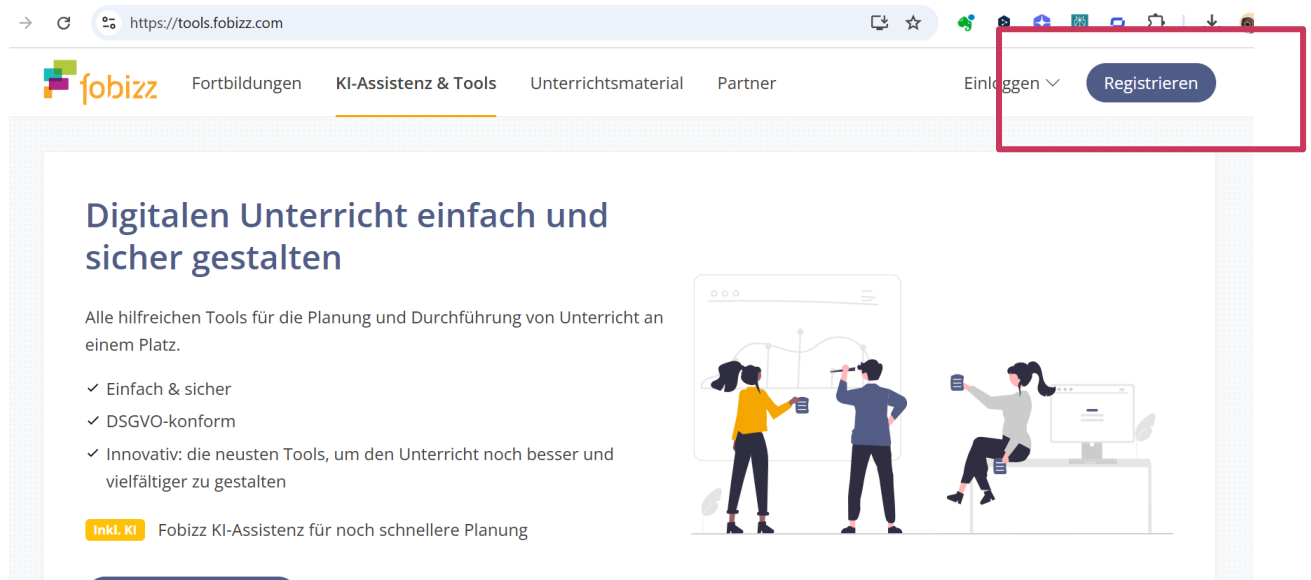 https://tools.fobizz.com
fobizz
Fortbildungen KI-Assistenz & Tools Unterrichtsmaterial Partner Einloggen Registrieren
Digitalen Unterricht einfach und
sicher gestalten
Alle hilfreichen Tools für die Planung und Durchführung von Unterricht an
einem Platz.
Einfach & sicher
DSGVO-konform
Innovativ: die neusten Tools, um den Unterricht noch besser und
vielfältiger zu gestalten
Inkl. KI Fobizz KI-Assistenz für noch schnellere Planung